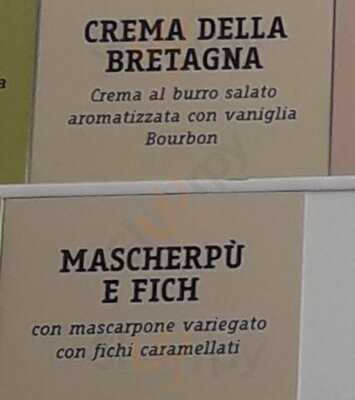 CREMA DELLA
BRETAGNA
Crema al burro salato
aromatizzata con vaniglia
Bourbon
MASCHERPÙ
E FICH
con mascarpone variegato
con fichi caramellati